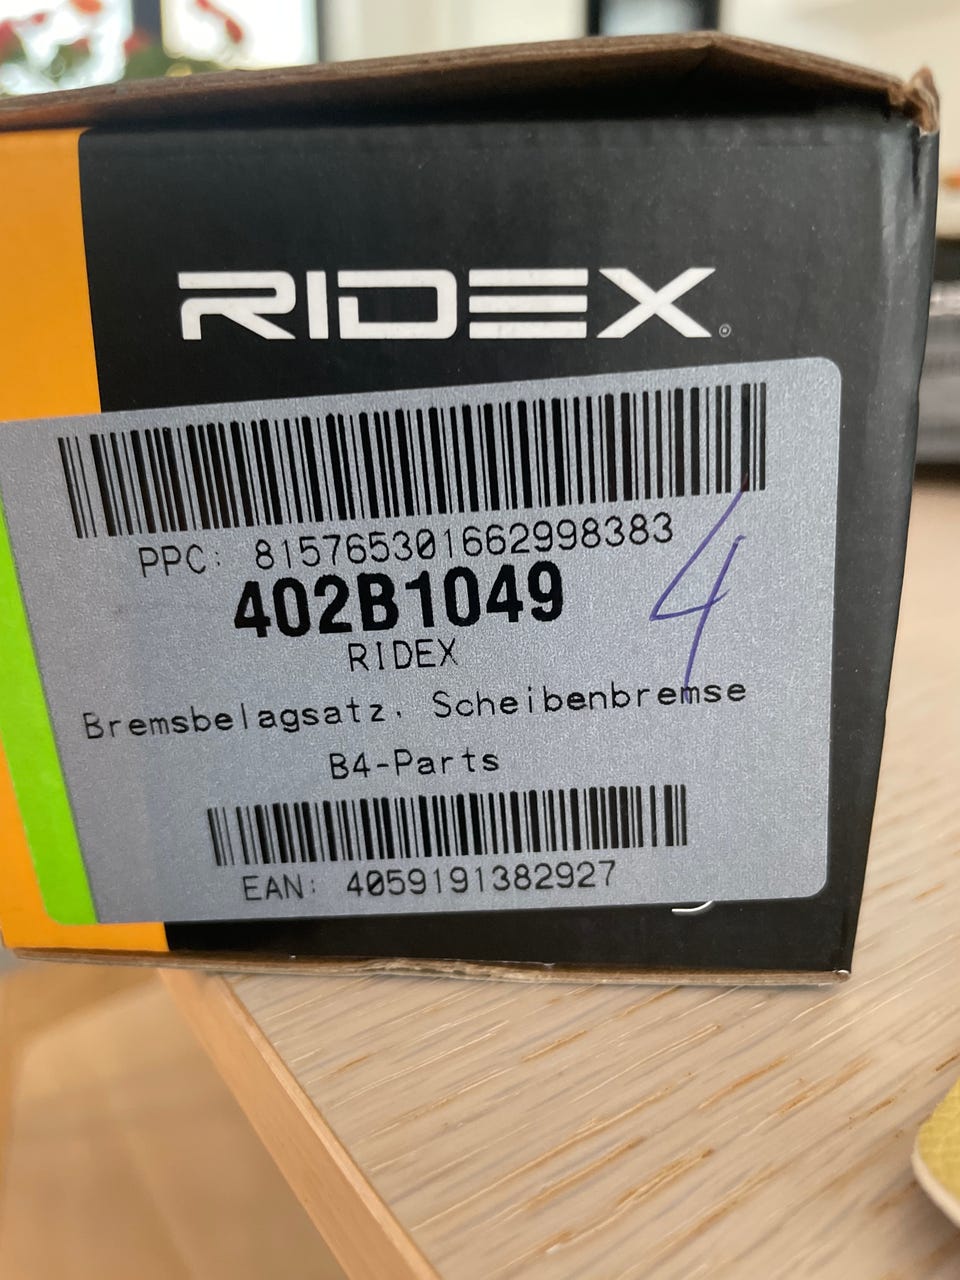 RIDEX®
PPC: 815765301662998383
4
402B1049
RIDEX
Bremsbelagsatz, Scheibenbremse
B4-Parts
EAN: 4059191382927